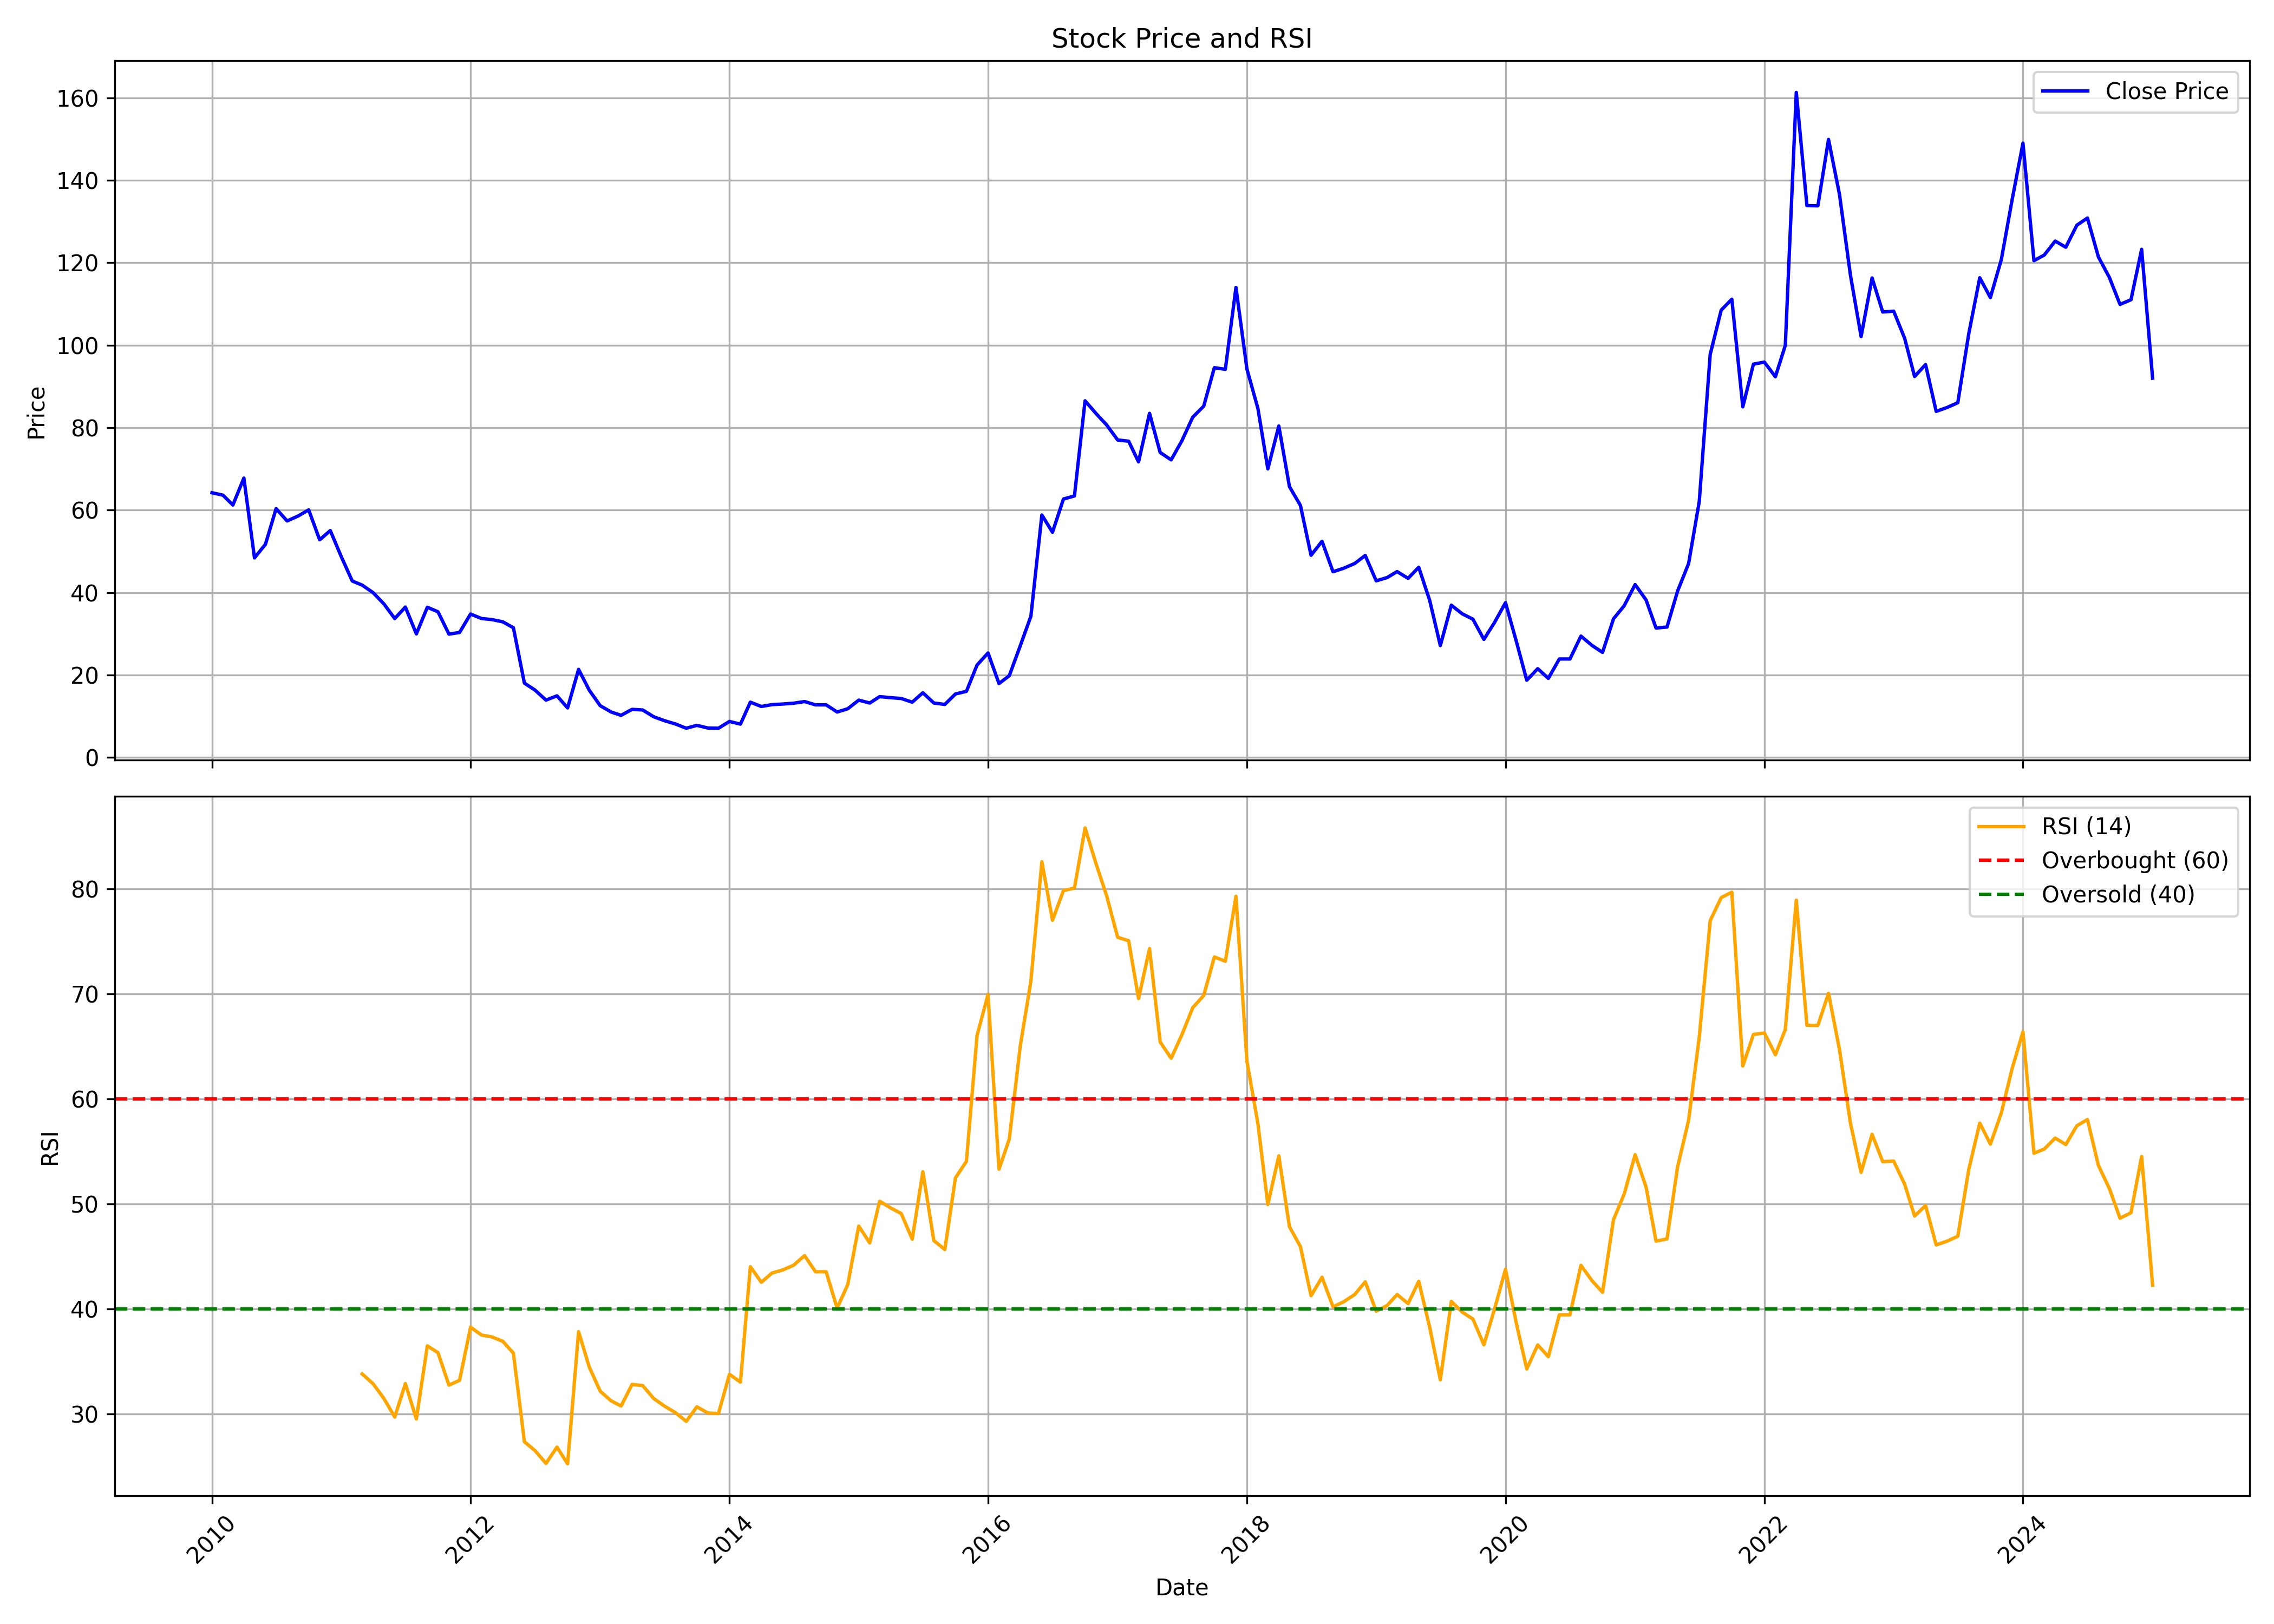 Stock Price and RSI
Close Price
160
140
120
100
80
60
40
20
0
Price
RSI (14)
Overbought (60)
Oversold (40)
80
70
60
50
40
30
RSI
2010
2012
2014
2016
2018
2020
2022
2024
Date